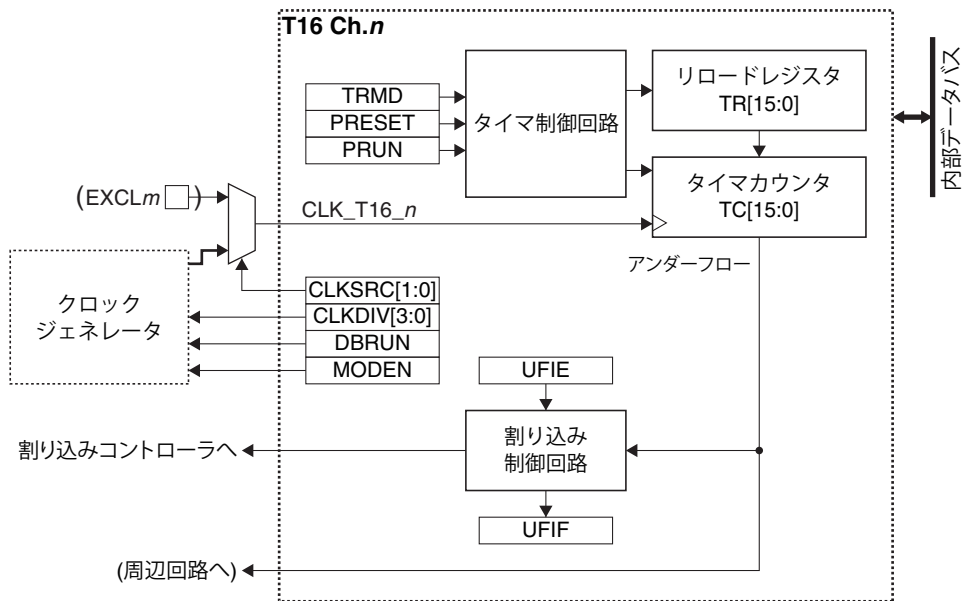 T16 Ch.n
TRMD
PRESET
PRUN
タイマ制御回路
リロードレジスタ
TR[15:0]
タイマカウンタ
TC[15:0]
内部データバス
(EXCLm )
CLK_T16_n
アンダーフロー
クロック
ジェネレータ
CLKSRC[1:0]
CLKDIV[3:0]
DBRUN
MODEN
UFIE
割り込み
制御回路
UFIF
割り込みコントローラへ
(周辺回路へ)